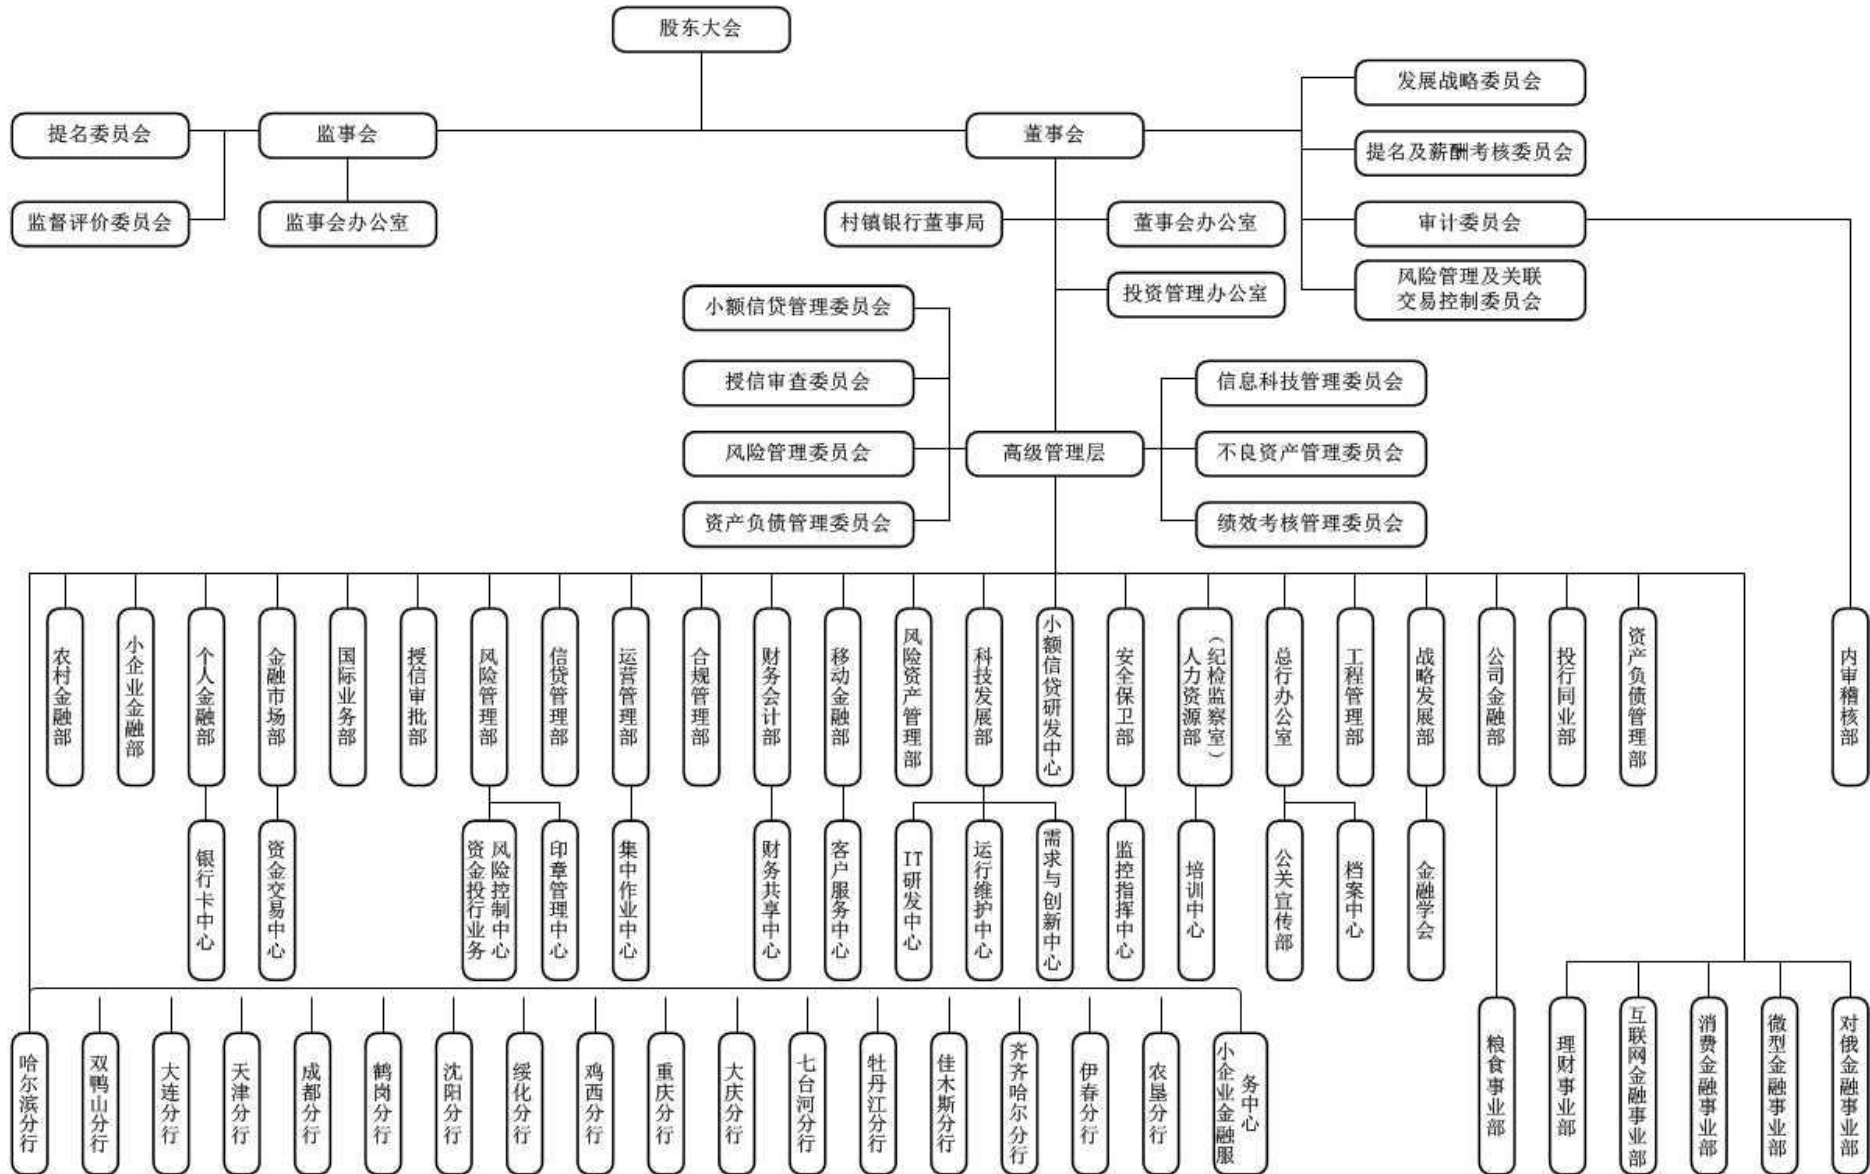 股东大会
发展战略委员会
提名委员会
监事会
董事会
提名及薪酬考核委员会
监督评价委员会
监事会办公室
村镇银行董事局
董事会办公室
审计委员会
风险管理及关联
交易控制委员会
投资管理办公室
小额信贷管理委员会
授信审查委员会
信息科技管理委员会
风险管理委员会
高级管理层
不良资产管理委员会
资产负债管理委员会
绩效考核管理委员会
农村金融部
小企业金融部
个人金融部
金融市场部
国际业务部
授信审批部
风险管理部
信贷管理部
运营管理部
合规管理部
财务会计部
移动金融部
风险资产管理部
科技发展部
小额信贷研发中心
安全保卫部
人力资源部
（纪检监察室）
总行办公室
工程管理部
战略发展部
公司金融部
投行同业部
资产负债管理部
内审稽核部
银行卡中心
资金交易中心
资金投行业务
风险控制中心
印章管理中心
集中作业中心
财务共享中心
客户服务中心
IT研发中心
运行维护中心
需求与创新中心
监控指挥中心
培训中心
公关宣传部
档案中心
金融学会
哈尔滨分行
双鸭山分行
大连分行
天津分行
成都分行
鹤岗分行
沈阳分行
绥化分行
鸡西分行
重庆分行
大庆分行
七台河分行
牡丹江分行
佳木斯分行
齐齐哈尔分行
伊春分行
农垦分行
小企业金融服
务中心
粮食事业部
理财事业部
互联网金融事业部
消费金融事业部
微型金融事业部
对俄金融事业部